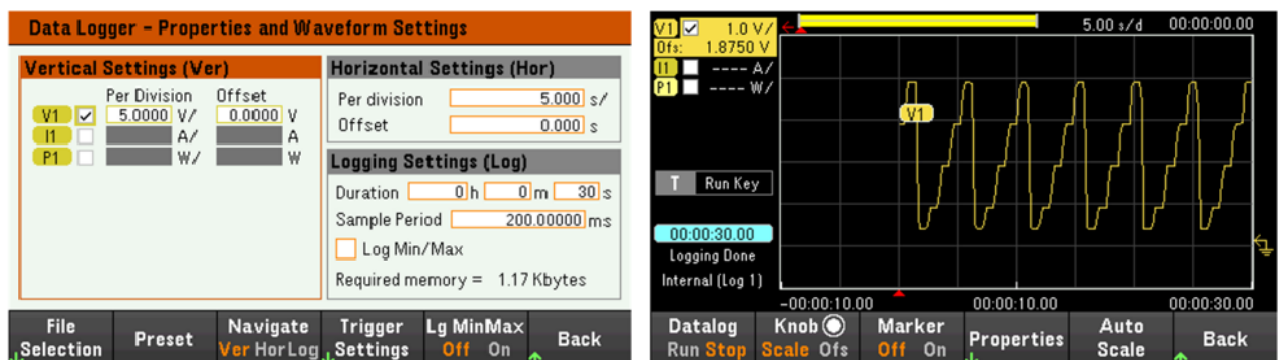 Data Logger - Properties and Waveform Settings
Vertical Settings (Ver)
Per Division Offset
V1 5.0000 V/ 0.0000 V
I1 A/ A
P1 W/ W
Horizontal Settings (Hor)
Per division 5.000 s/
Offset 0.000 s
Logging Settings (Log)
Duration 0 h 0 m 30 s
Sample Period 200.00000 ms
Log Min/Max
Required memory = 1.17 Kbytes
File Selection
Preset
Navigate
Ver Hor Log
Trigger Settings
Lg MinMax
Off On
Back
V1 1.0 V/
Ofs: 1.8750 V
I1 ---- A/
P1 ---- W/
5.00 s/d 00:00:00.00
V1
T Run Key
00:00:30.00
Logging Done
Internal (Log 1)
-00:00:10.00 00:00:10.00 00:00:30.00
Datalog
Run Stop
Knob
Scale Ofs
Marker
Off On
Properties
Auto Scale
Back